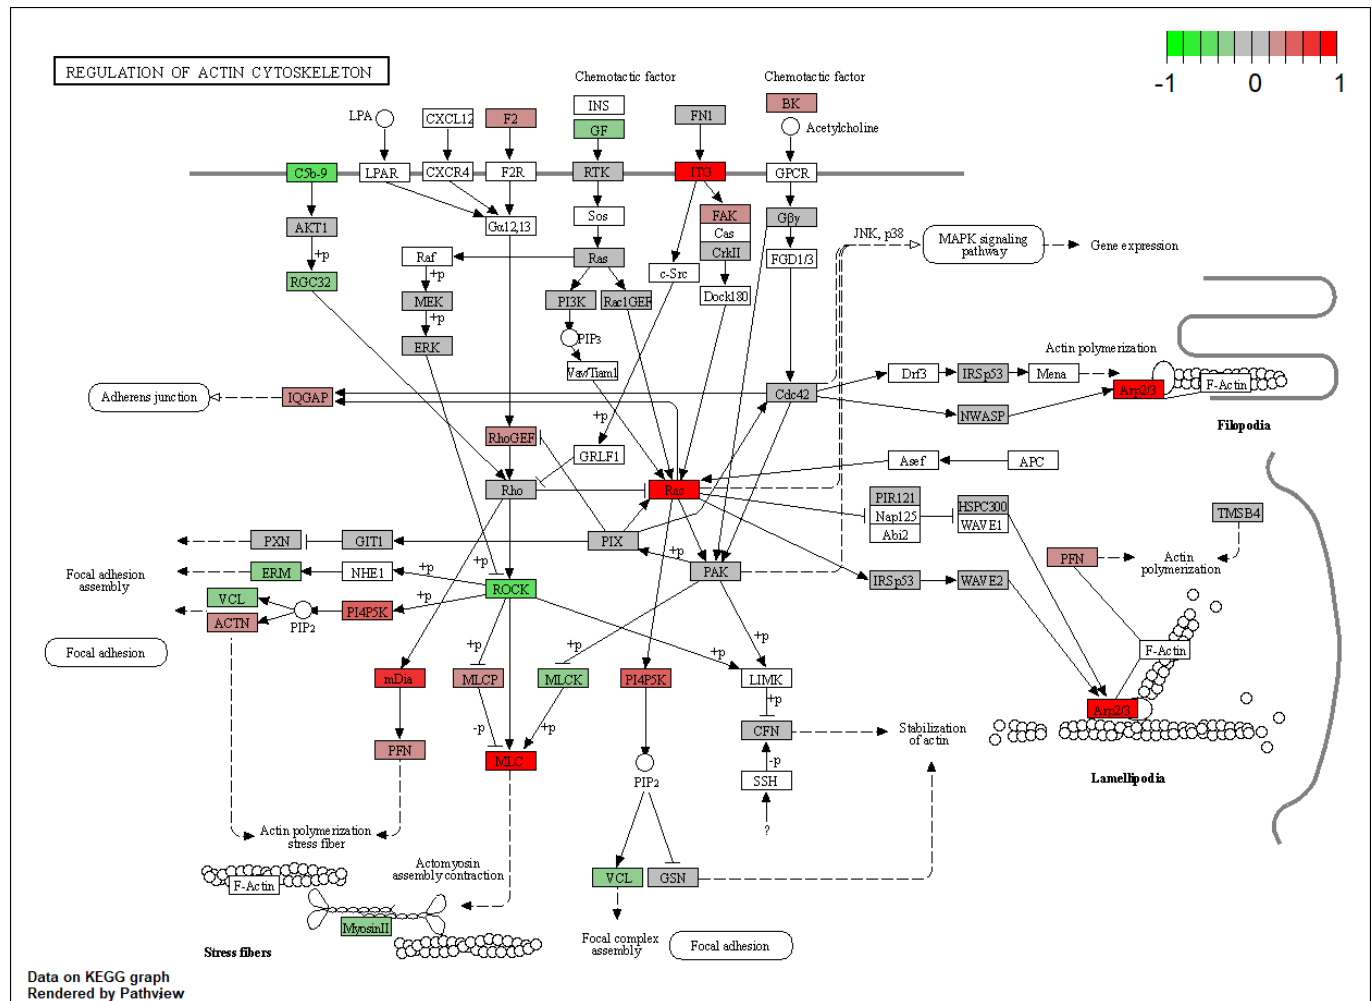 REGULATION OF ACTIN CYTOSKELETON
-1
0
1
Chemotactic factor
Chemotactic factor
LPA
CXCL12
F2
INS
GF
FN1
BK
Acetylcholine
C5b-9
LPAR
CXCR4
F2R
RTK
ITG
GPCR
AKT1
Gα12,13
Sos
FAK
Cas
CrkII
Gβγ
JNK, p38
MAPK signaling
pathway
Gene expression
+p
RGC32
Raf
+p
Ras
c-Src
FGD1/3
MEK
+p
PI3K
Rac1GEF
Dock180
ERK
PIP3
Vav/Tiam1
Actin polymerization
Drf3
IRSp53
Mena
Arp2/3
F-Actin
Adherens junction
IQGAP
Cdc42
NWASP
Filopodia
+p
RhoGEF
GRLF1
Asef
APC
Rho
Rac
PIR121
Nap125
Abi2
HSPC300
WAVE1
TMSB4
PXN
GIT1
PIX
+p
PAK
PFN
Actin
polymerization
Focal adhesion
assembly
ERM
NHE1
+p
+p
ROCK
IRSp53
WAVE2
VCL
ACTN
PIP2
PI4P5K
+p
Focal adhesion
+p
+p
+p
+p
F-Actin
mDia
MLCP
MLCK
PI4P5K
LIMK
+p
Arp2/3
PFN
-p
+p
MLC
CFN
Stabilization
of actin
-p
PIP2
SSH
Lamellipodia
?
Actin polymerization
stress fiber
Actomyosin
assembly contraction
F-Actin
VCL
GSN
MyosinII
Stress fibers
Focal complex
assembly
Focal adhesion
Data on KEGG graph
Rendered by Pathview